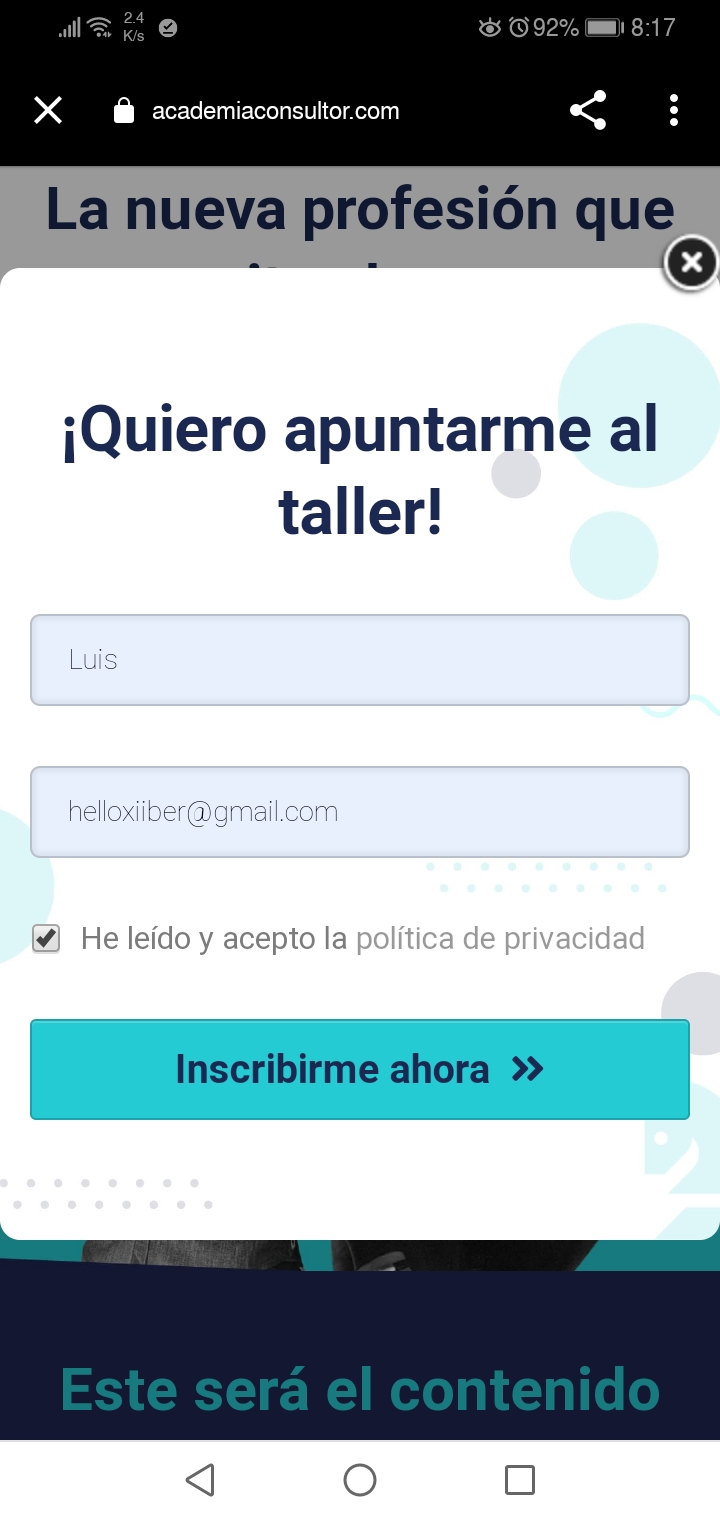 2.4
K/s
92%
8:17
academiaconsultor.com
La nueva profesión que
¡Quiero apuntarme al
taller!
Luis
helloxiiber@gmail.com
He leído y acepto la política de privacidad
Inscribirme ahora »
Este será el contenido